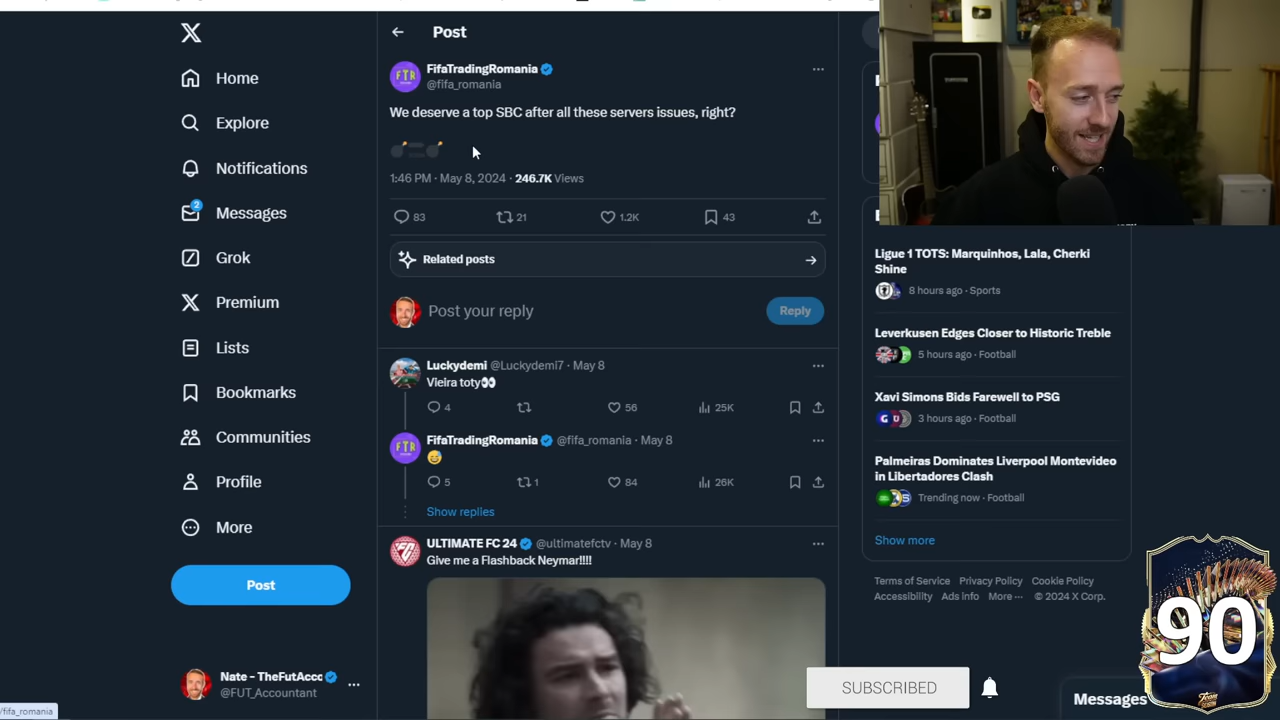 Post
Home
Explore
Notifications
2
Messages
Grok
Premium
Lists
Bookmarks
Communities
Profile
More
Post
Nate - TheFutAccc
@FUT_Accountant
/fifa_romania
FTR
FifaTradingRomania
@fifa_romania
We deserve a top SBC after all these servers issues, right?
1:46 PM · May 8, 2024 · 246.7K Views
83 21 1.2K 43
Related posts
Post your reply
Reply
Luckydemi @Luckydemi7 · May 8
Vieira toty👀
4 56 25K
FTR
FifaTradingRomania @fifa_romania · May 8
😅
5 1 84 26K
Show replies
ULTIMATE FC 24 @ultimatefctv · May 8
Give me a Flashback Neymar!!!!
Ligue 1 TOTS: Marquinhos, Lala, Cherki
Shine
8 hours ago · Sports
Leverkusen Edges Closer to Historic Treble
5 hours ago · Football
Xavi Simons Bids Farewell to PSG
3 hours ago · Football
Palmeiras Dominates Liverpool Montevideo
in Libertadores Clash
Trending now · Football
Show more
Terms of Service Privacy Policy Cookie Policy
Accessibility Ads info More ··· © 2024 X Corp.
90
SUBSCRIBED
Messages